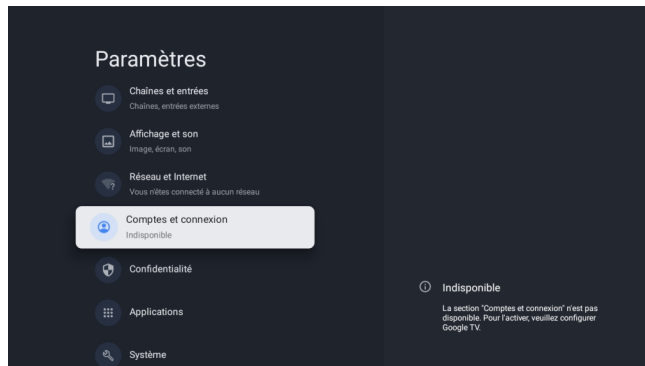 Paramètres
Chaînes et entrées
Chaînes, entrées externes
Affichage et son
Image, écran, son
Réseau et Internet
Vous n'êtes connecté à aucun réseau
Comptes et connexion
Indisponible
Confidentialité
Applications
Système
Indisponible
La section "Comptes et connexion" n'est pas
disponible. Pour l'activer, veuillez configurer
Google TV.